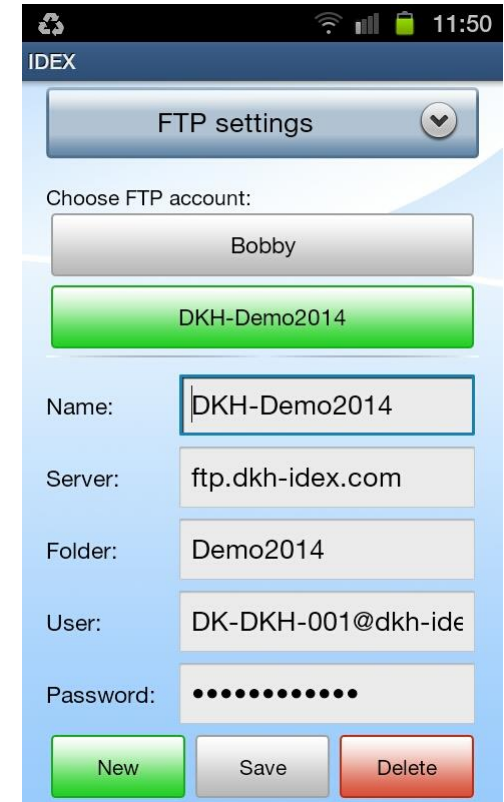 11:50
IDEX
FTP settings
Choose FTP account:
Bobby
DKH-Demo2014
Name: DKH-Demo2014
Server: ftp.dkh-idex.com
Folder: Demo2014
User: DK-DKH-001@dkh-ide
Password: ••••••••••••
New Save Delete